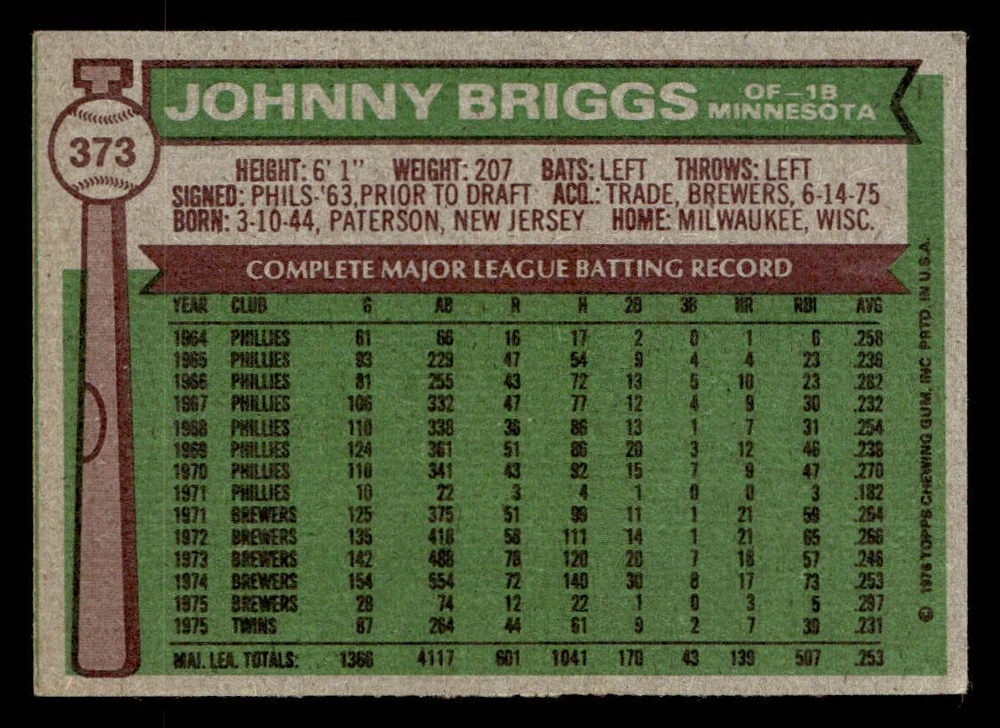 JOHNNY BRIGGS OF-1B
MINNESOTA
373
HEIGHT: 6' 1" WEIGHT: 207 BATS: LEFT THROWS: LEFT
SIGNED: PHILS-'63, PRIOR TO DRAFT ACQ.: TRADE, BREWERS, 6-14-75
BORN: 3-10-44, PATERSON, NEW JERSEY HOME: MILWAUKEE, WISC.
COMPLETE MAJOR LEAGUE BATTING RECORD
YEAR CLUB G AB R H 2B 3B HR RBI AVG
1964 PHILLIES 61 66 16 17 2 0 1 6 .258
1965 PHILLIES 93 229 47 54 9 4 4 23 .236
1966 PHILLIES 81 255 43 72 13 5 10 23 .282
1967 PHILLIES 106 332 47 77 12 4 9 30 .232
1968 PHILLIES 110 338 36 86 13 1 7 31 .254
1969 PHILLIES 124 361 51 86 20 3 12 46 .238
1970 PHILLIES 110 341 43 92 15 7 9 47 .270
1971 PHILLIES 10 22 3 4 1 0 0 3 .182
1971 BREWERS 125 375 51 99 11 1 21 59 .264
1972 BREWERS 135 418 58 111 14 1 21 65 .266
1973 BREWERS 142 488 78 120 20 7 18 57 .246
1974 BREWERS 154 554 72 140 30 8 17 73 .253
1975 BREWERS 28 74 12 22 1 0 3 5 .297
1975 TWINS 87 264 44 61 9 2 7 39 .231
MAJ. LEA. TOTALS: 1366 4117 601 1041 170 43 139 507 .253
© 1976 TOPPS CHEWING GUM, INC PRTD. IN U.S.A.